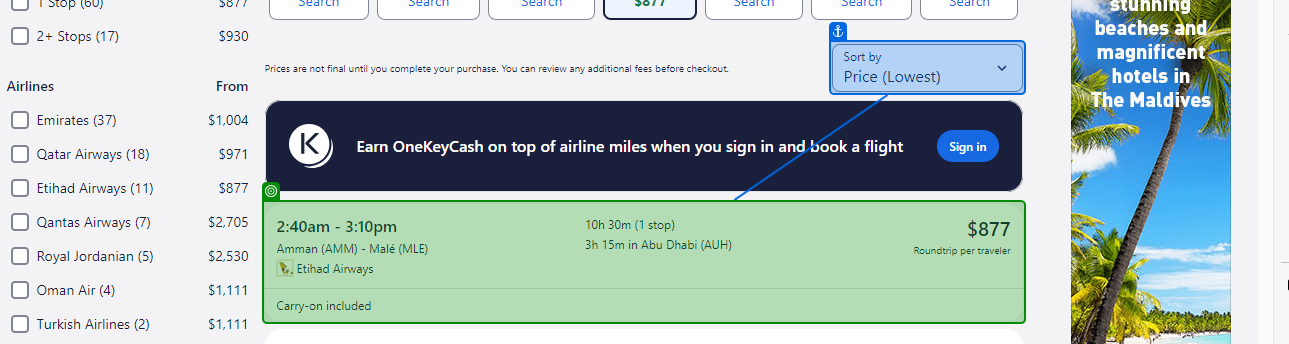 1 Stop (60) $877
Search Search Search $877 Search Search Search
2+ Stops (17) $930
Prices are not final until you complete your purchase. You can review any additional fees before checkout.
Sort by
Price (Lowest)
Airlines From
Emirates (37) $1,004
Qatar Airways (18) $971
Etihad Airways (11) $877
Qantas Airways (7) $2,705
Royal Jordanian (5) $2,530
Oman Air (4) $1,111
Turkish Airlines (2) $1,111
K
Earn OneKeyCash on top of airline miles when you sign in and book a flight
Sign in
2:40am - 3:10pm
Amman (AMM) - Malé (MLE)
Etihad Airways
10h 30m (1 stop)
3h 15m in Abu Dhabi (AUH)
$877
Roundtrip per traveler
Carry-on included
stunning
beaches and
magnificent
hotels in
The Maldives